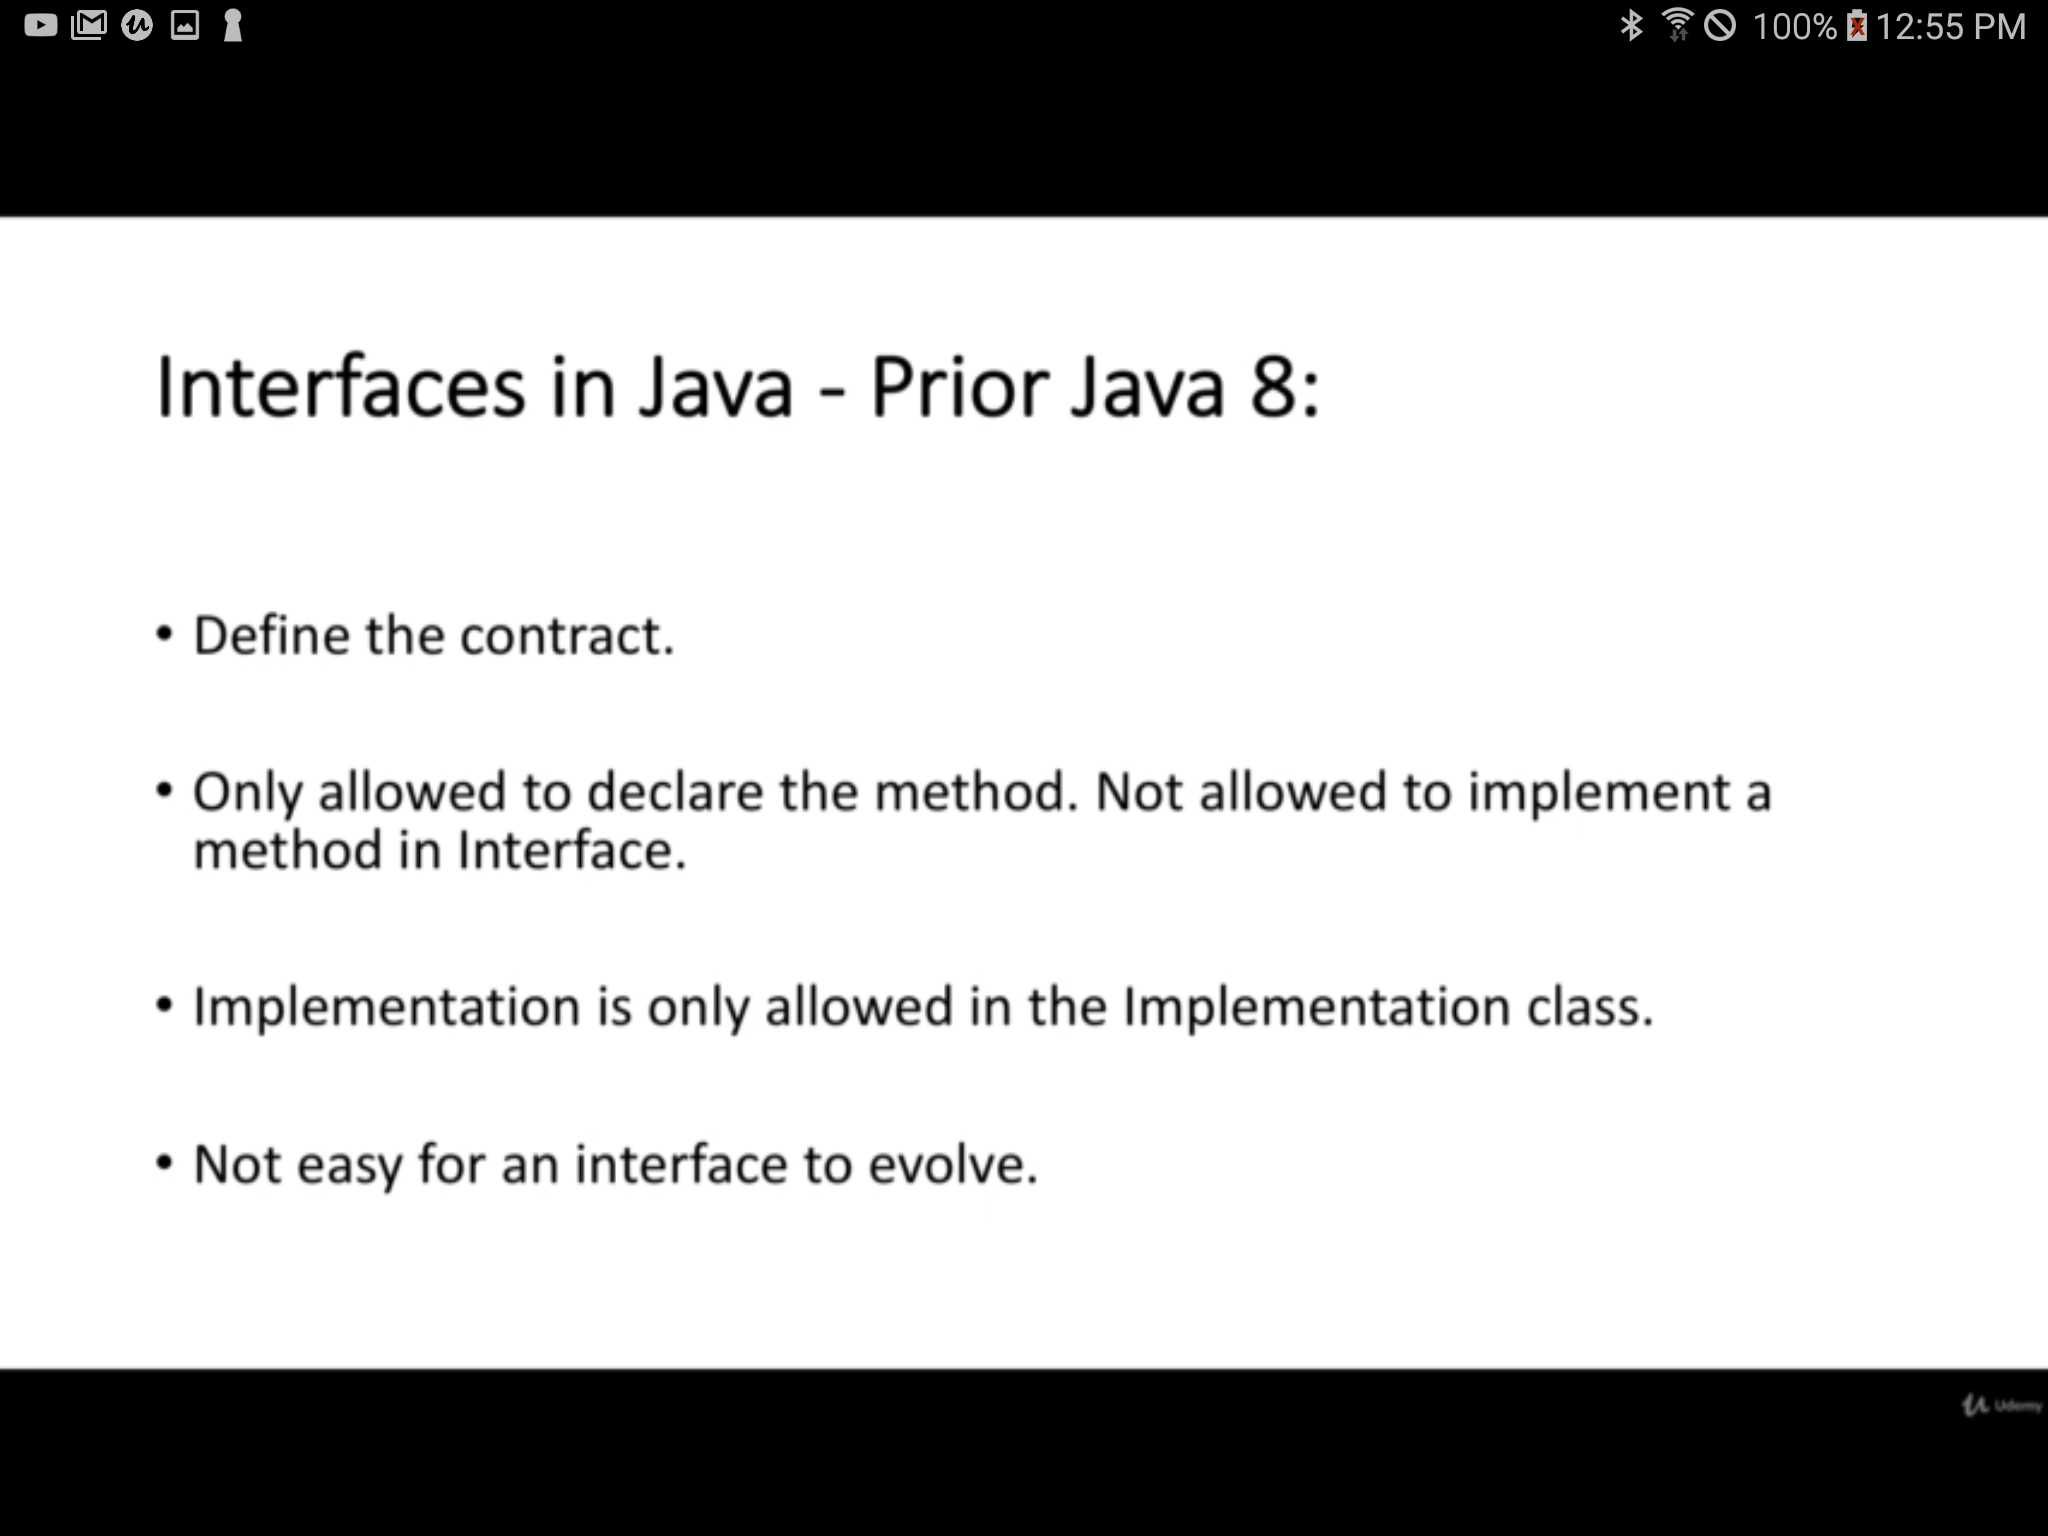 100% 12:55 PM
Interfaces in Java - Prior Java 8:
• Define the contract.
• Only allowed to declare the method. Not allowed to implement a
method in Interface.
• Implementation is only allowed in the Implementation class.
• Not easy for an interface to evolve.
Udemy